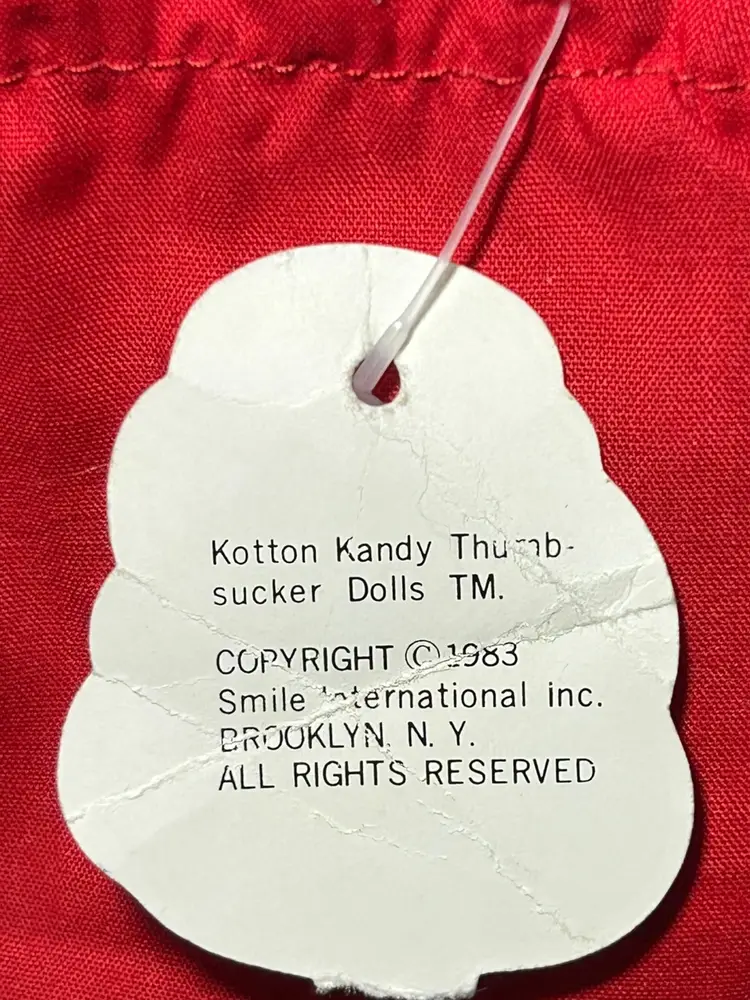 Kotton Kandy Thumb-
sucker Dolls TM.
COPYRIGHT © 1983
Smile International inc.
BROOKLYN, N. Y.
ALL RIGHTS RESERVED